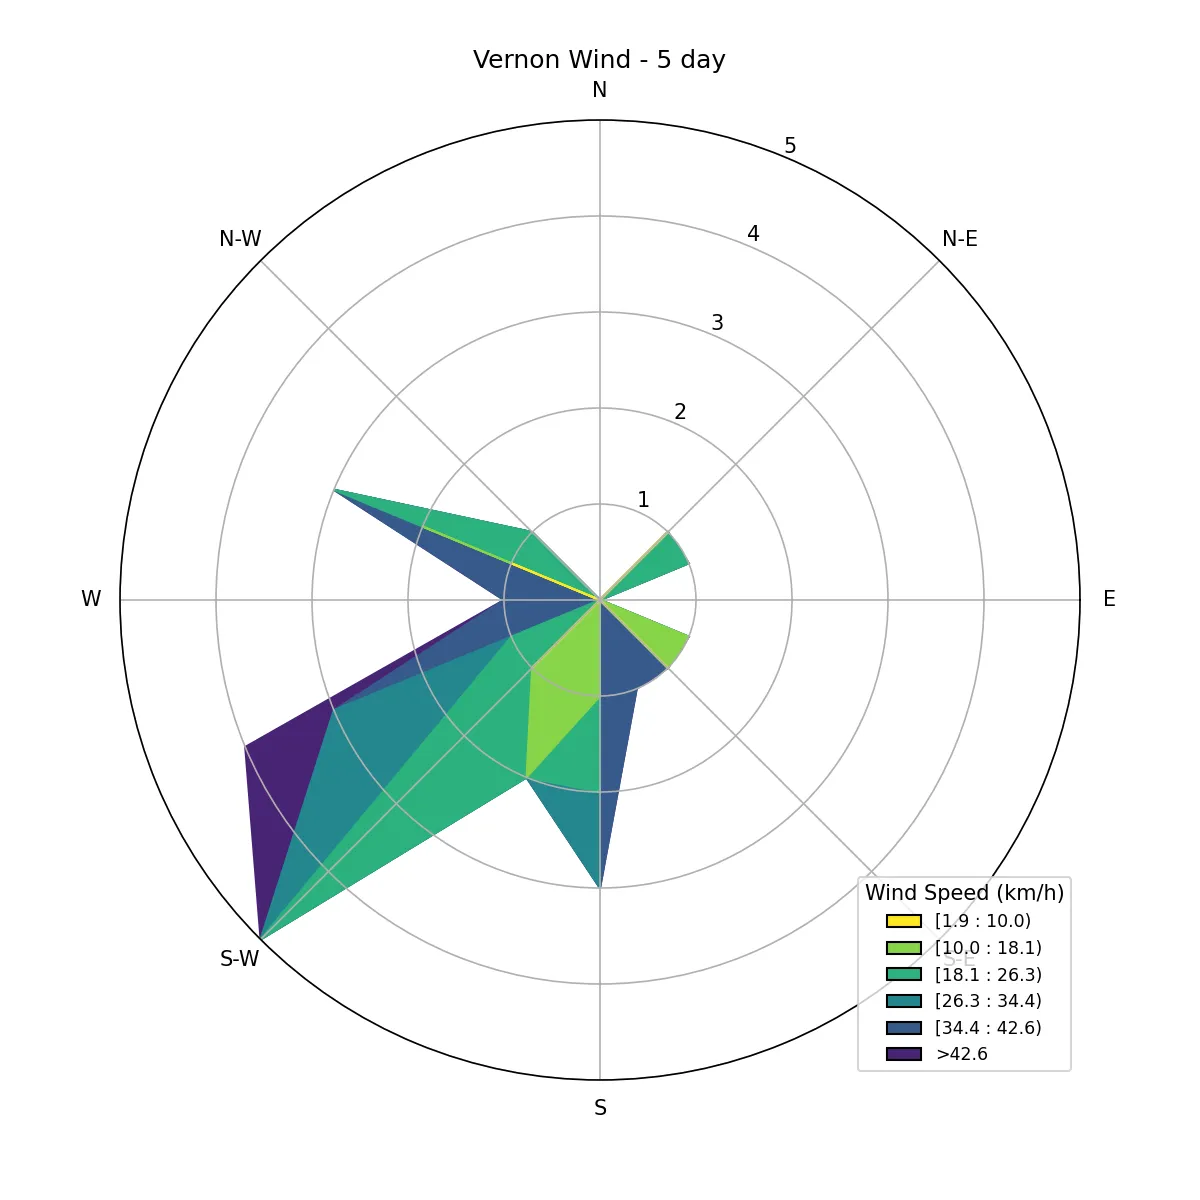 Vernon Wind - 5 day
N
5
4
N-W
N-E
3
2
1
W
E
Wind Speed (km/h)
[1.9 : 10.0)
[10.0 : 18.1)
S-W
S-E
[18.1 : 26.3)
[26.3 : 34.4)
[34.4 : 42.6)
>42.6
S